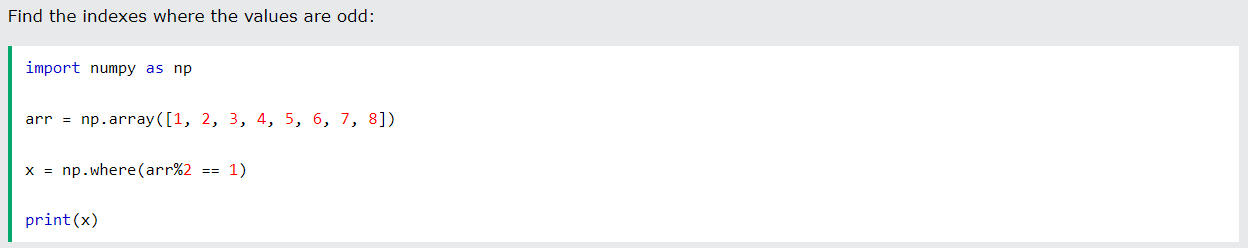 Find the indexes where the values are odd:
import numpy as np
arr = np.array([1, 2, 3, 4, 5, 6, 7, 8])
x = np.where(arr%2 == 1)
print(x)